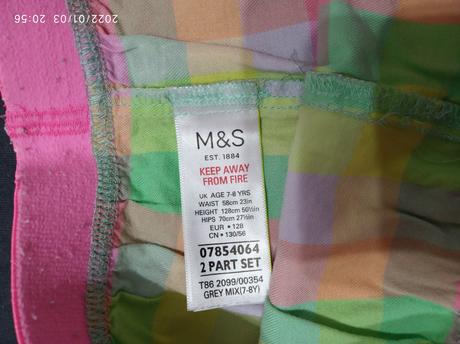 2022/01/03 20:56
M&S
EST. 1884
KEEP AWAY
FROM FIRE
UK AGE 7-8 YRS
WAIST 58cm 23in
HEIGHT 128cm 50½in
HIPS 70cm 27½in
EUR • 128
CN • 130/56
07854064
2 PART SET
T86 2099/00354
GREY MIX(7-8Y)